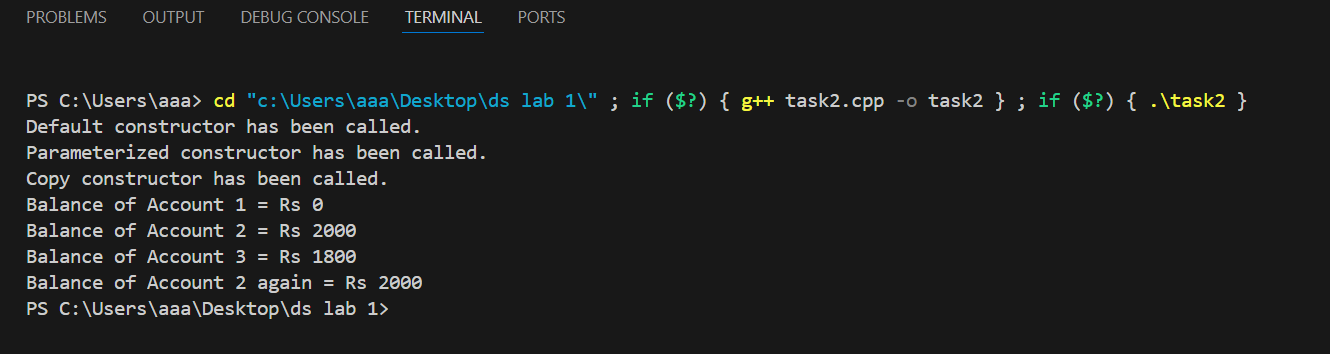 PROBLEMS OUTPUT DEBUG CONSOLE TERMINAL PORTS
PS C:\Users\aaa> cd "c:\Users\aaa\Desktop\ds lab 1\" ; if ($?) { g++ task2.cpp -o task2 } ; if ($?) { .\task2 }
Default constructor has been called.
Parameterized constructor has been called.
Copy constructor has been called.
Balance of Account 1 = Rs 0
Balance of Account 2 = Rs 2000
Balance of Account 3 = Rs 1800
Balance of Account 2 again = Rs 2000
PS C:\Users\aaa\Desktop\ds lab 1>